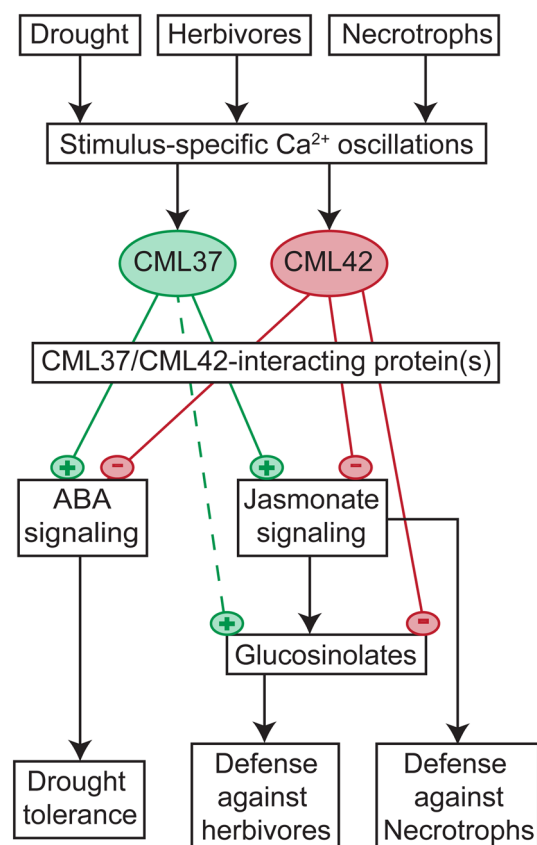 Drought
Herbivores
Necrotrophs
Stimulus-specific Ca²⁺ oscillations
CML37
CML42
CML37/CML42-interacting protein(s)
+
-
+
-
ABA
signaling
Jasmonate
signaling
+
-
Glucosinolates
Drought
tolerance
Defense
against
herbivores
Defense
against
Necrotrophs